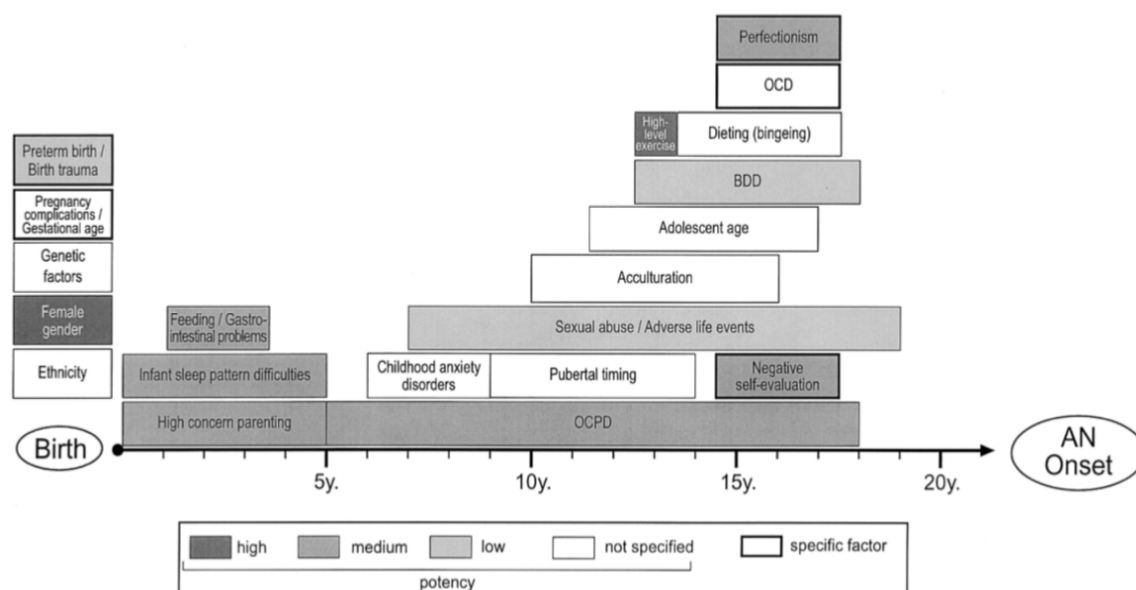 Perfectionism
OCD
High-
level
exercise
Dieting (bingeing)
Preterm birth /
Birth trauma
BDD
Pregnancy
complications /
Gestational age
Adolescent age
Genetic
factors
Acculturation
Female
gender
Feeding / Gastro-
intestinal problems
Sexual abuse / Adverse life events
Ethnicity
Infant sleep pattern difficulties
Childhood anxiety
disorders
Pubertal timing
Negative
self-evaluation
High concern parenting
OCPD
Birth
AN
Onset
5y.
10y.
15y.
20y.
high
medium
low
not specified
specific factor
potency